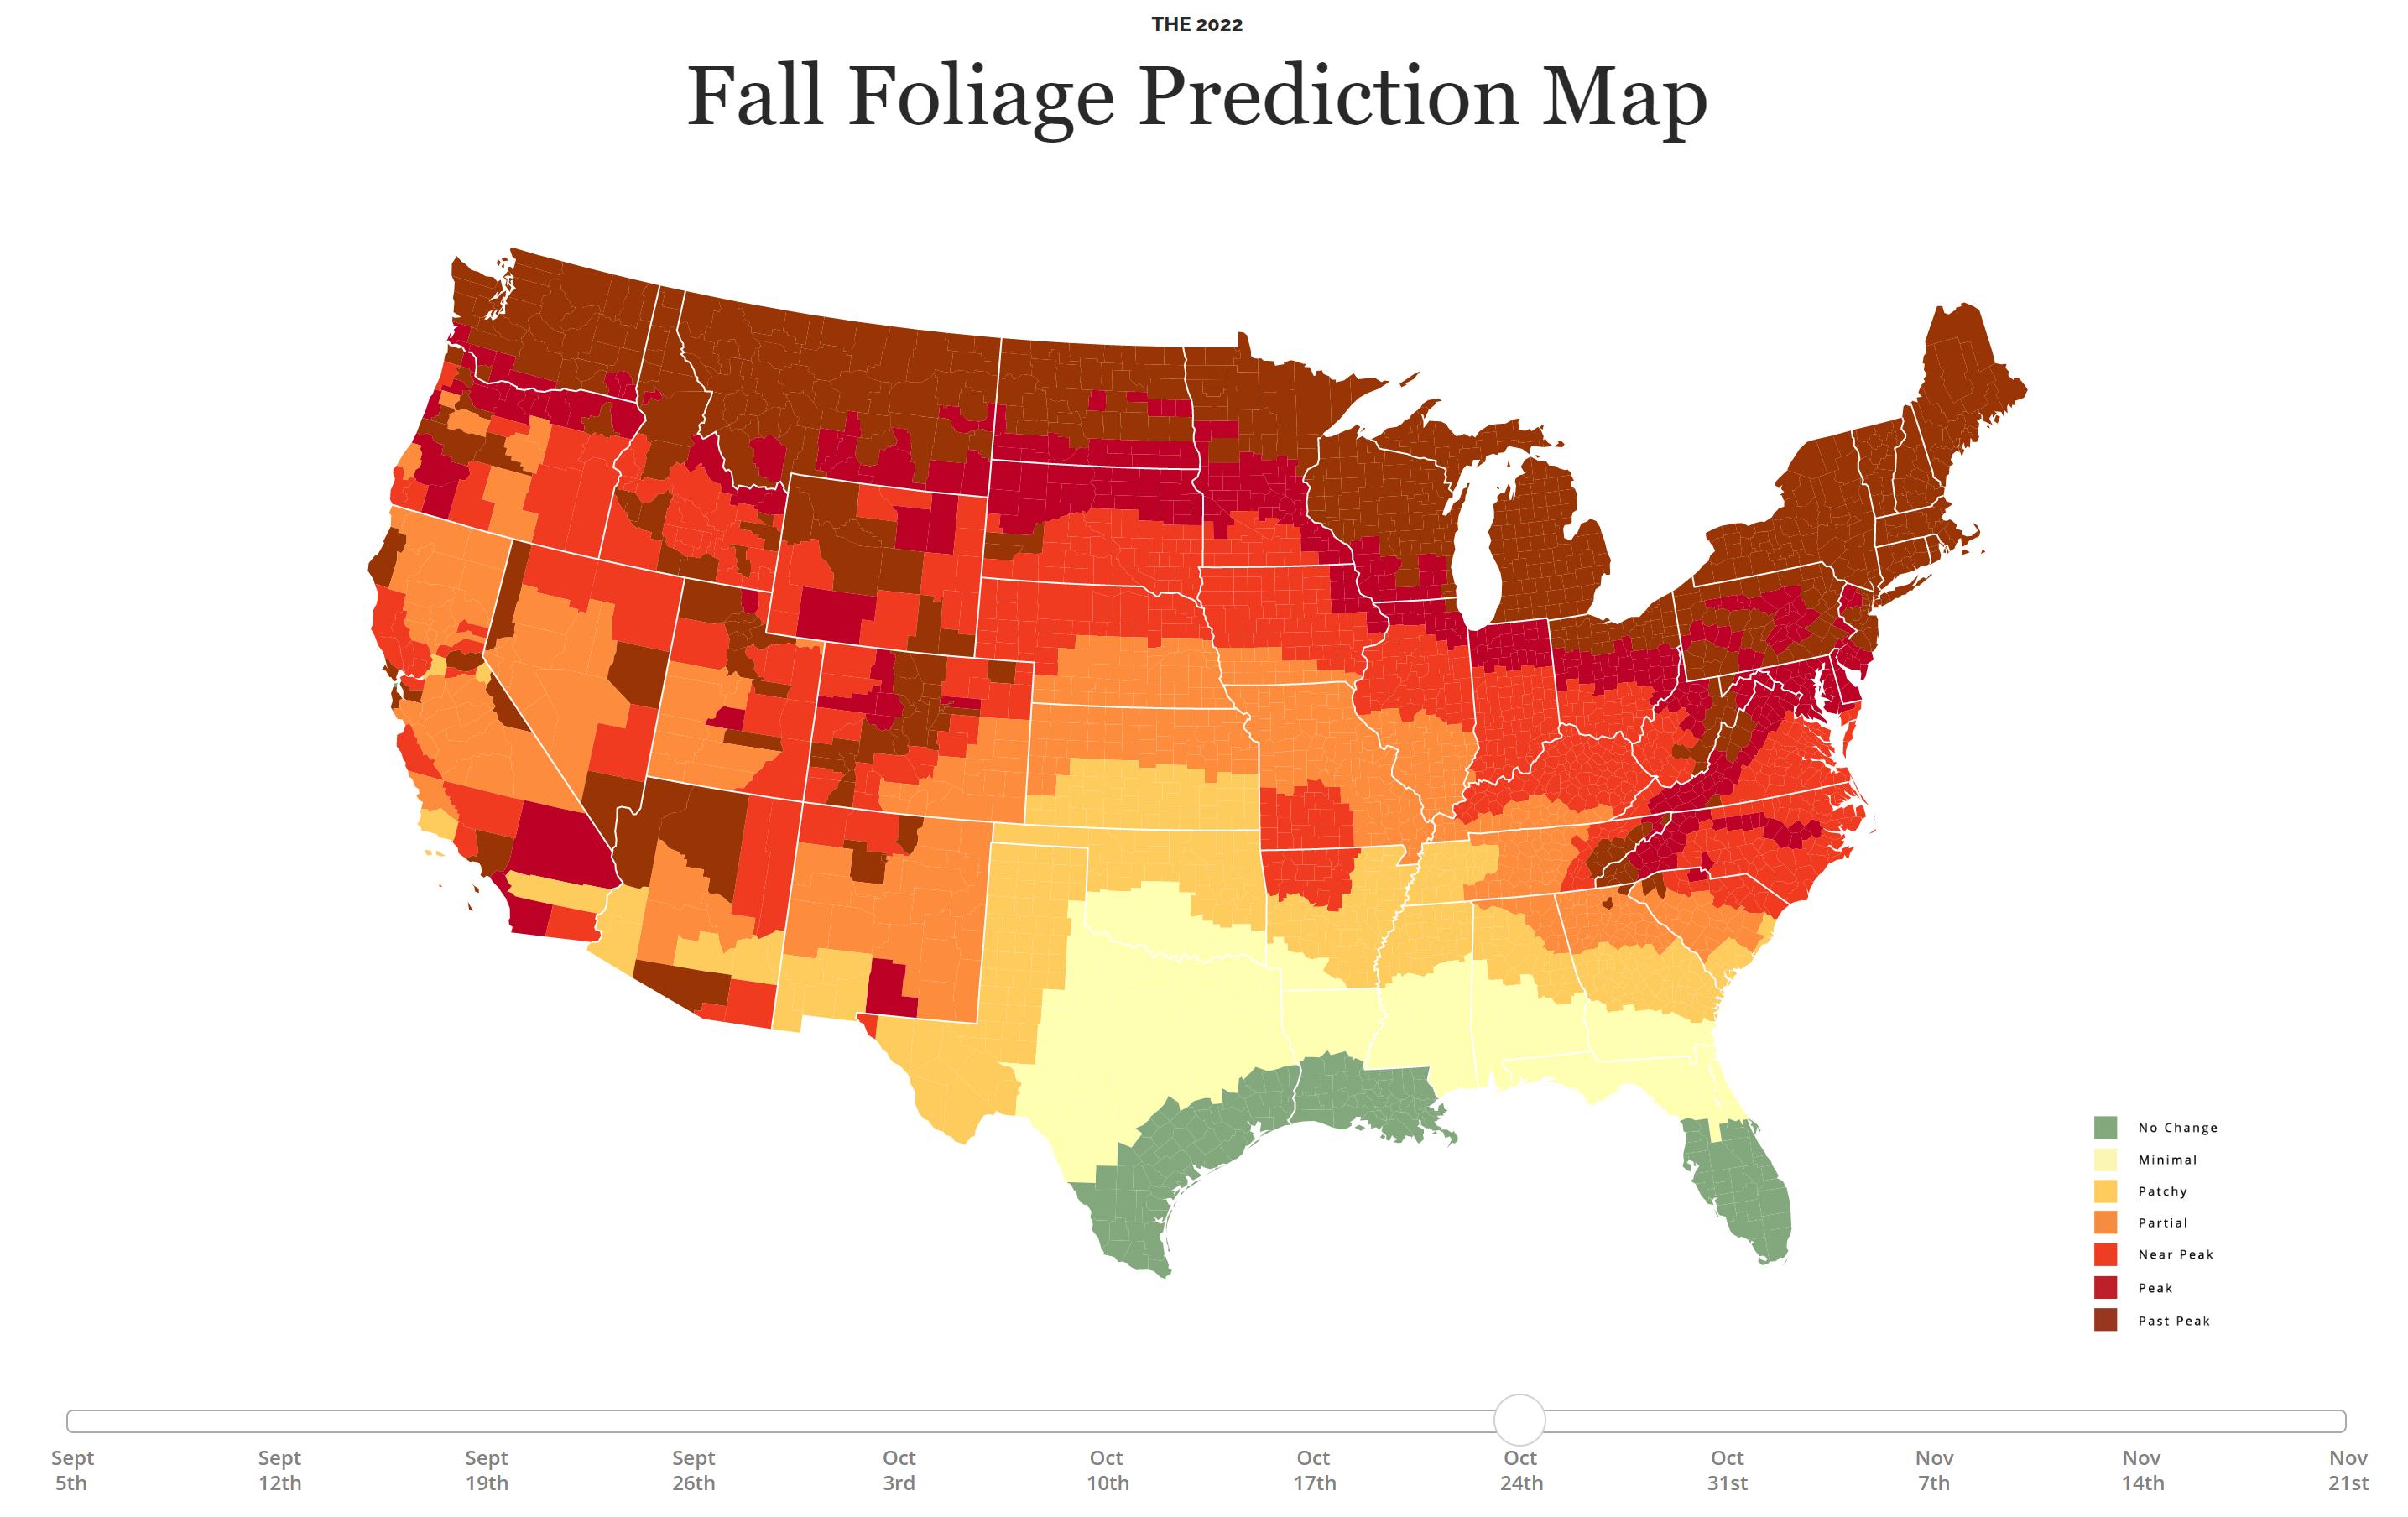 THE 2022
Fall Foliage Prediction Map
No Change
Minimal
Patchy
Partial
Near Peak
Peak
Past Peak
Sept 5th
Sept 12th
Sept 19th
Sept 26th
Oct 3rd
Oct 10th
Oct 17th
Oct 24th
Oct 31st
Nov 7th
Nov 14th
Nov 21st